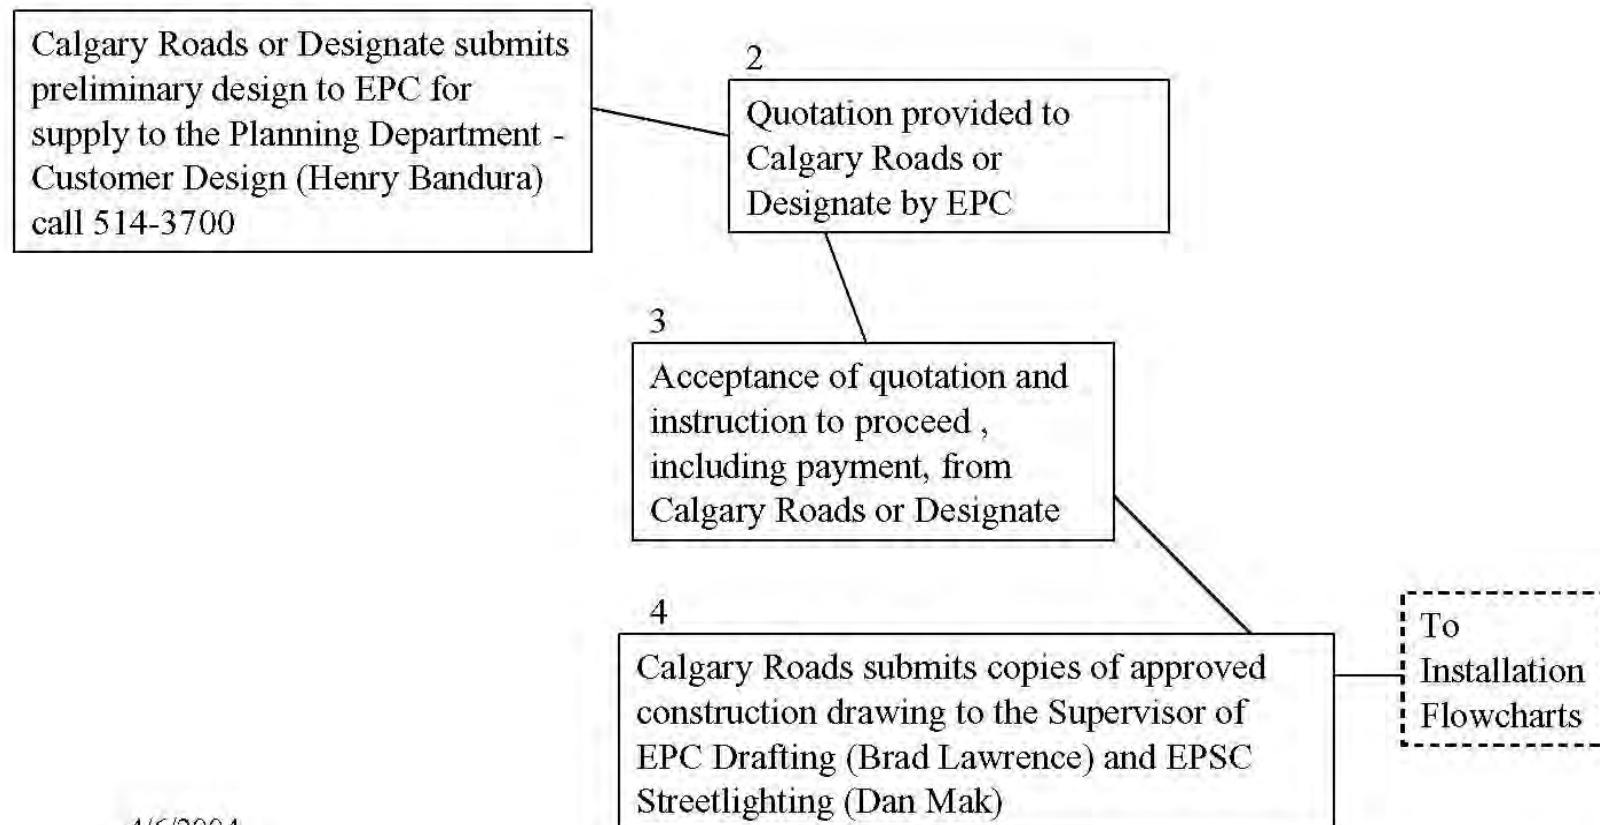 Calgary Roads or Designate submits
preliminary design to EPC for
supply to the Planning Department -
Customer Design (Henry Bandura)
call 514-3700
2
Quotation provided to
Calgary Roads or
Designate by EPC
3
Acceptance of quotation and
instruction to proceed ,
including payment, from
Calgary Roads or Designate
4
Calgary Roads submits copies of approved
construction drawing to the Supervisor of
EPC Drafting (Brad Lawrence) and EPSC
Streetlighting (Dan Mak)
To
Installation
Flowcharts